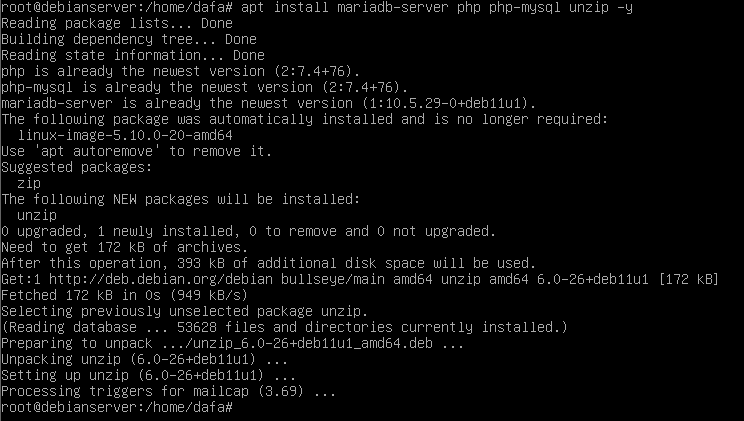 root@debianserver:/home/dafa# apt install mariadb-server php php-mysql unzip -y
Reading package lists... Done
Building dependency tree... Done
Reading state information... Done
php is already the newest version (2:7.4+76).
php-mysql is already the newest version (2:7.4+76).
mariadb-server is already the newest version (1:10.5.29-0+deb11u1).
The following package was automatically installed and is no longer required:
  linux-image-5.10.0-20-amd64
Use 'apt autoremove' to remove it.
Suggested packages:
  zip
The following NEW packages will be installed:
  unzip
0 upgraded, 1 newly installed, 0 to remove and 0 not upgraded.
Need to get 172 kB of archives.
After this operation, 393 kB of additional disk space will be used.
Get:1 http://deb.debian.org/debian bullseye/main amd64 unzip amd64 6.0-26+deb11u1 [172 kB]
Fetched 172 kB in 0s (949 kB/s)
Selecting previously unselected package unzip.
(Reading database ... 53628 files and directories currently installed.)
Preparing to unpack .../unzip_6.0-26+deb11u1_amd64.deb ...
Unpacking unzip (6.0-26+deb11u1) ...
Setting up unzip (6.0-26+deb11u1) ...
Processing triggers for mailcap (3.69) ...
root@debianserver:/home/dafa#